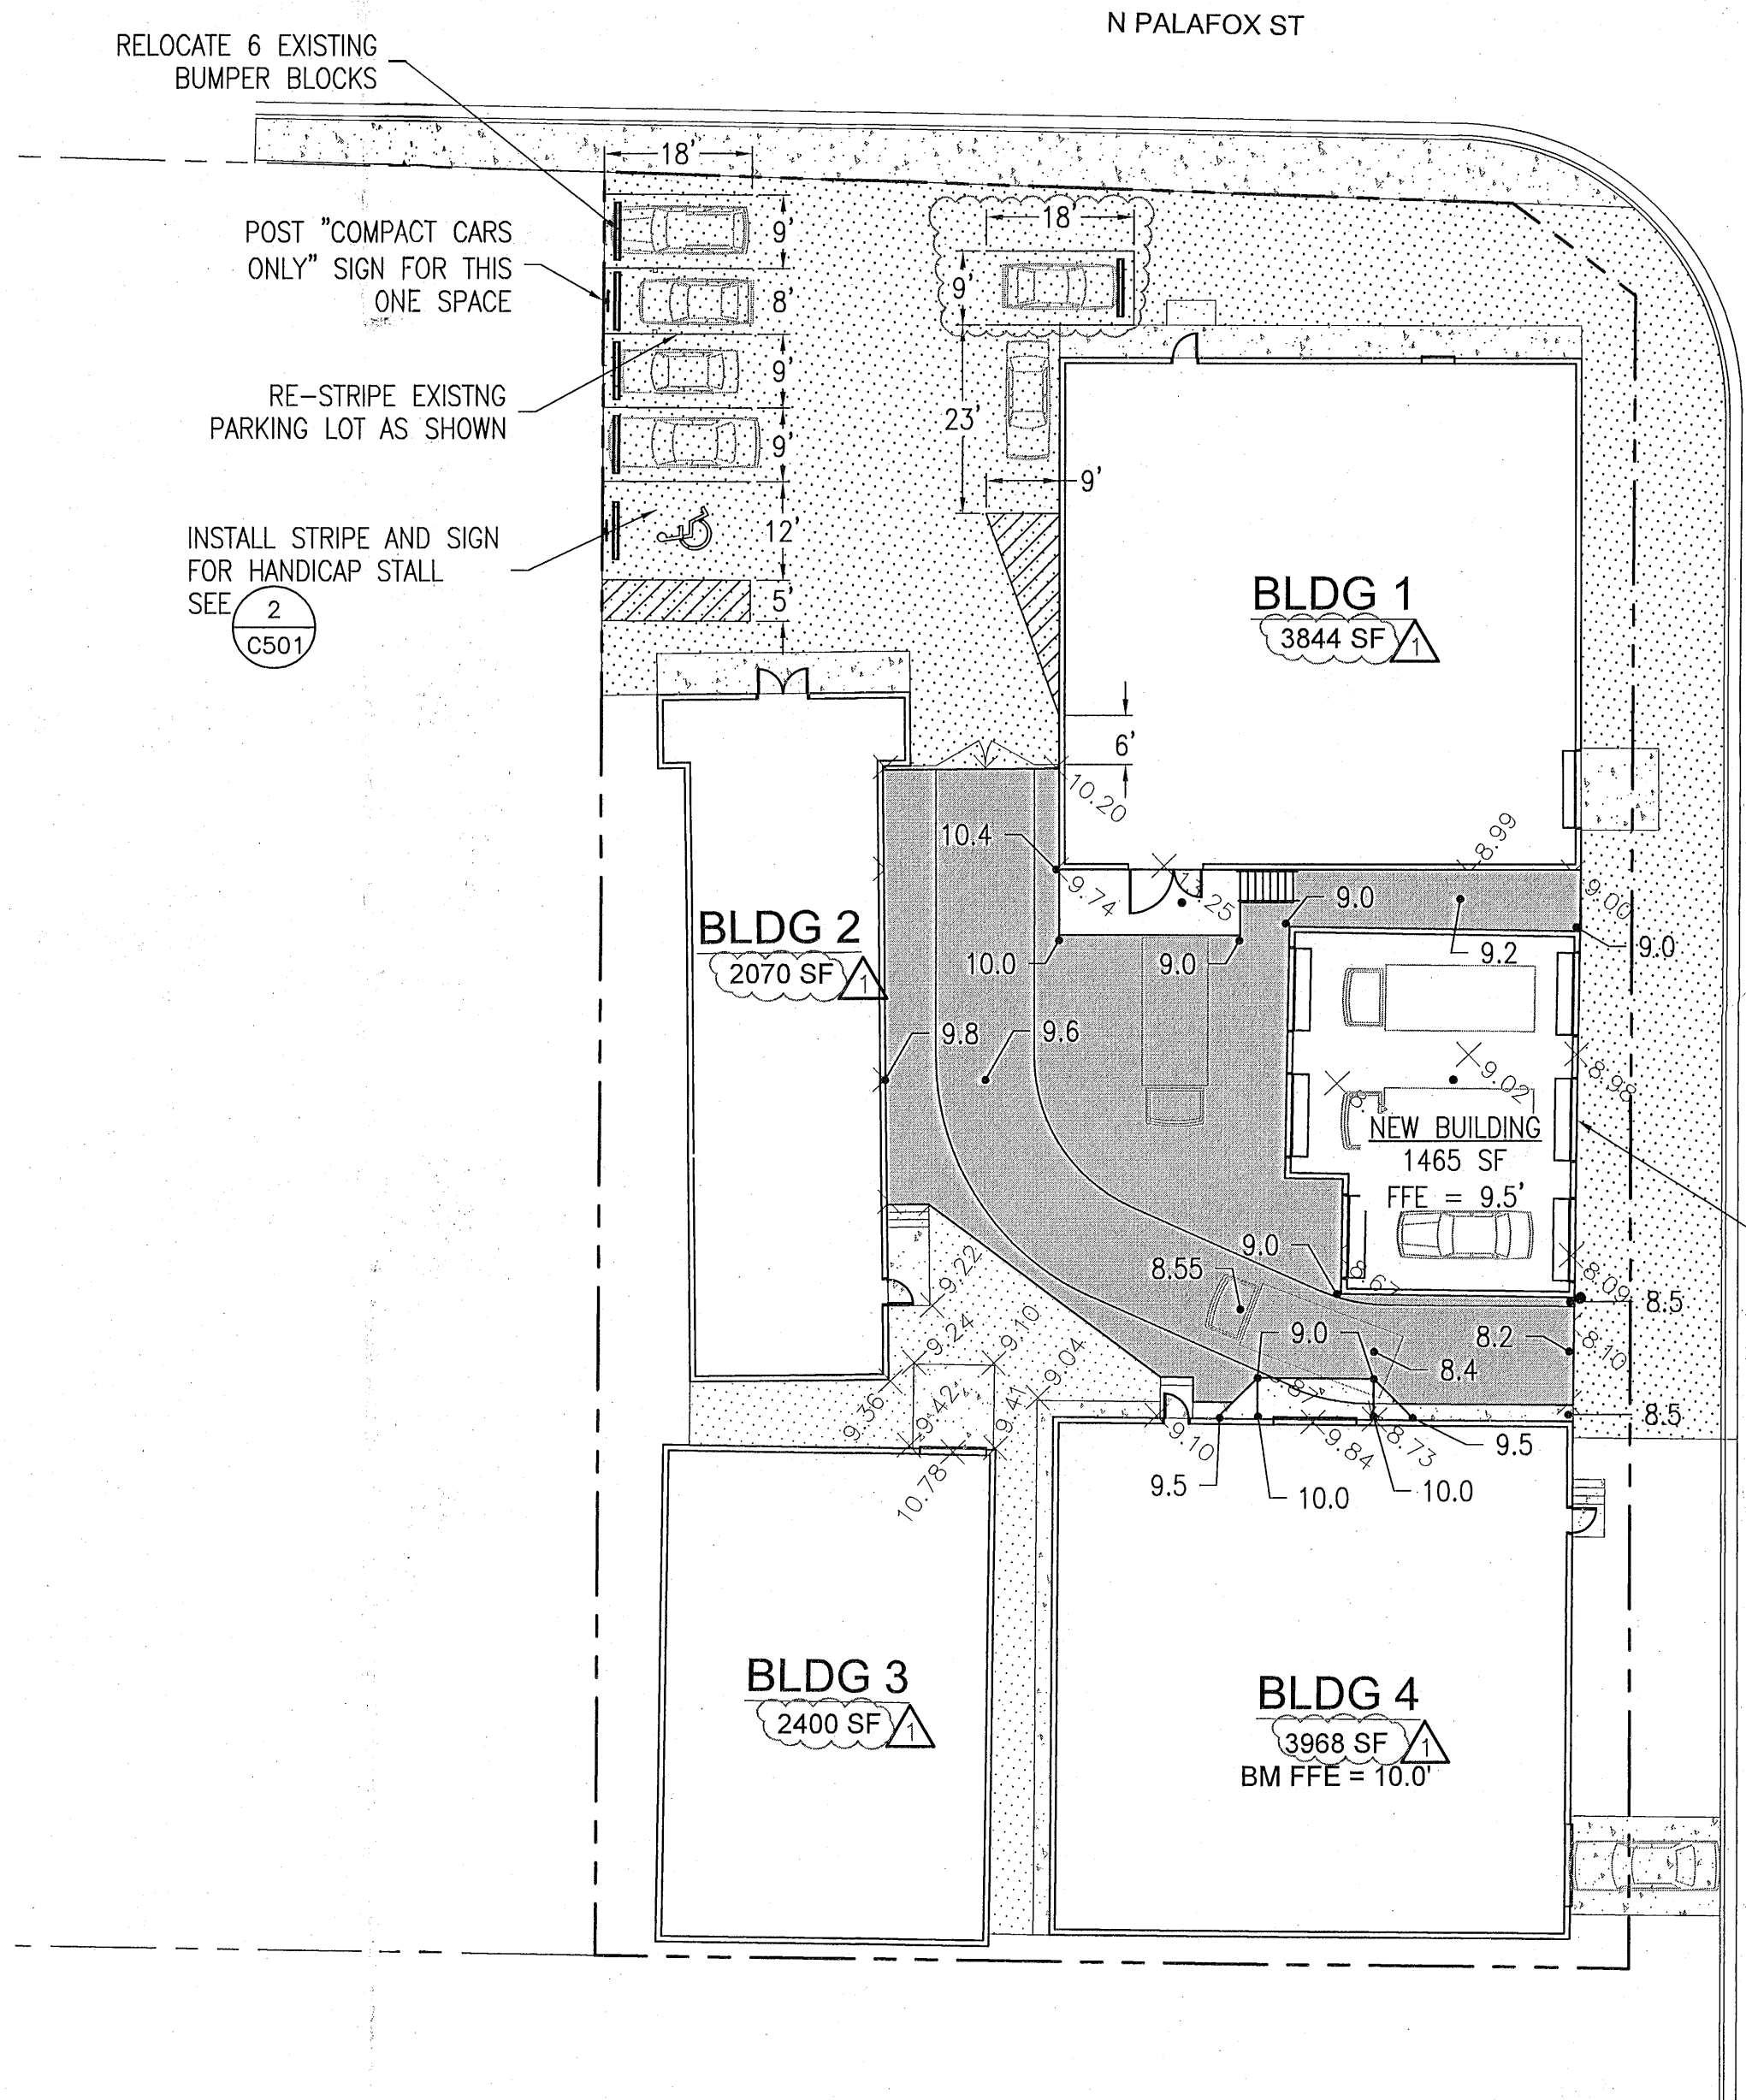 N PALAFOX ST
RELOCATE 6 EXISTING
BUMPER BLOCKS
18'
9'
POST "COMPACT CARS
ONLY" SIGN FOR THIS
ONE SPACE
8'
18'
9'
RE-STRIPE EXISTNG
PARKING LOT AS SHOWN
9'
9'
23'
9'
INSTALL STRIPE AND SIGN
FOR HANDICAP STALL
SEE
2
C501
12'
5'
BLDG 1
3844 SF
1
6'
10.20
10.4
9.74
13.25
8.99
9.00
9.0
9.2
9.0
BLDG 2
2070 SF
1
10.0
9.0
9.8
9.6
9.02
8.98
NEW BUILDING
1465 SF
FFE = 9.5'
9.0
8.55
8.67
8.09
8.5
9.22
9.24
9.10
9.04
9.0
8.4
8.2
8.10
9.36
9.42
9.41
10.78
9.10
9.84
8.73
8.5
9.5
9.5
10.0
10.0
BLDG 3
2400 SF
1
BLDG 4
3968 SF
1
BM FFE = 10.0'